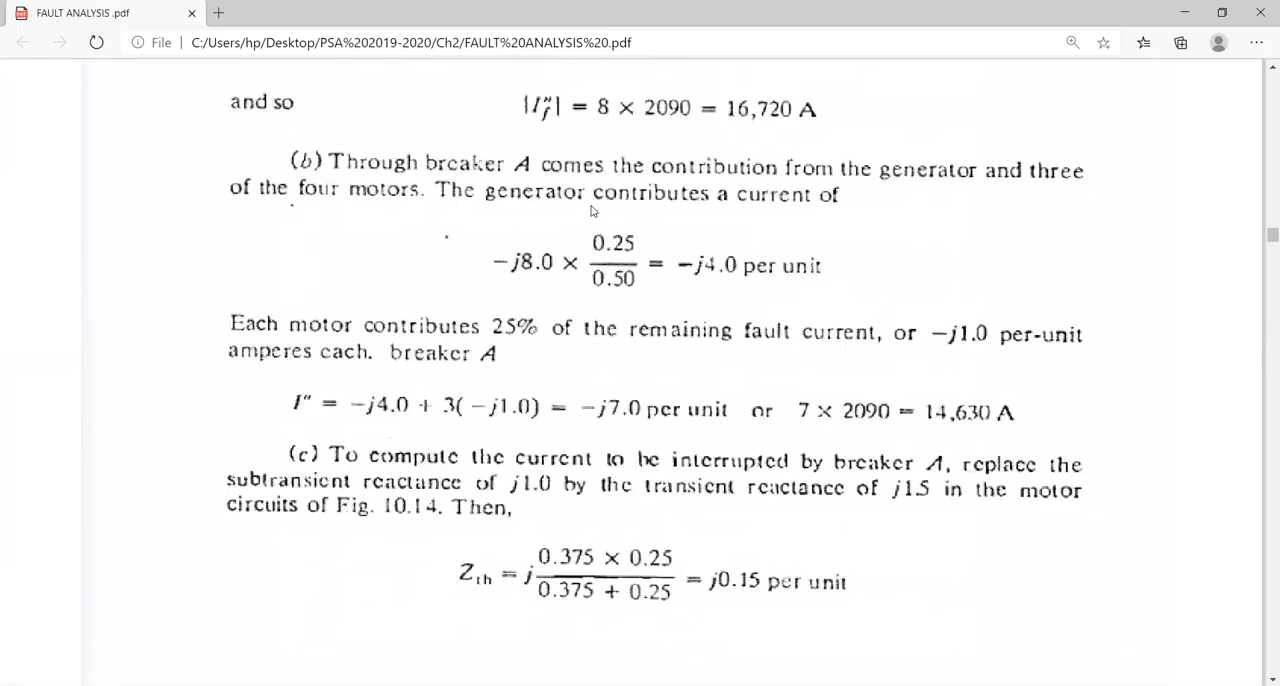 FAULT ANALYSIS .pdf
File | C:/Users/hp/Desktop/PSA%202019-2020/Ch2/FAULT%20ANALYSIS%20.pdf
and so |I″f| = 8 × 2090 = 16,720 A
(b) Through breaker A comes the contribution from the generator and three
of the four motors. The generator contributes a current of
−j8.0 × 0.25/0.50 = −j4.0 per unit
Each motor contributes 25% of the remaining fault current, or −j1.0 per-unit
amperes each. breaker A
I″ = −j4.0 + 3(−j1.0) = −j7.0 per unit or 7 × 2090 = 14,630 A
(c) To compute the current to be interrupted by breaker A, replace the
subtransient reactance of j1.0 by the transient reactance of j1.5 in the motor
circuits of Fig. 10.14. Then,
Zth = j 0.375 × 0.25 / 0.375 + 0.25 = j0.15 per unit